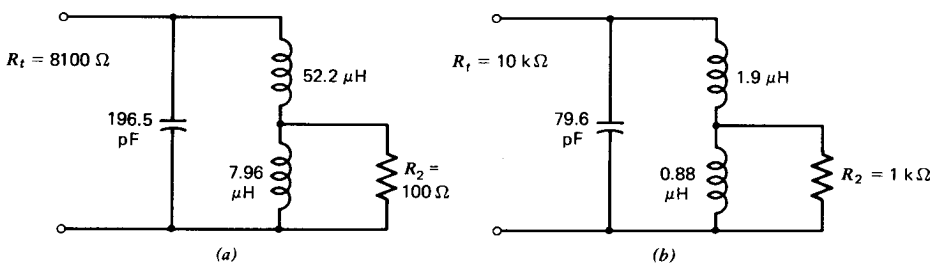 R_t = 8100 Ω
52.2 μH
196.5
pF
7.96
μH
R_2 =
100 Ω
(a)
R_t = 10 kΩ
1.9 μH
79.6
pF
0.88
μH
R_2 = 1 kΩ
(b)